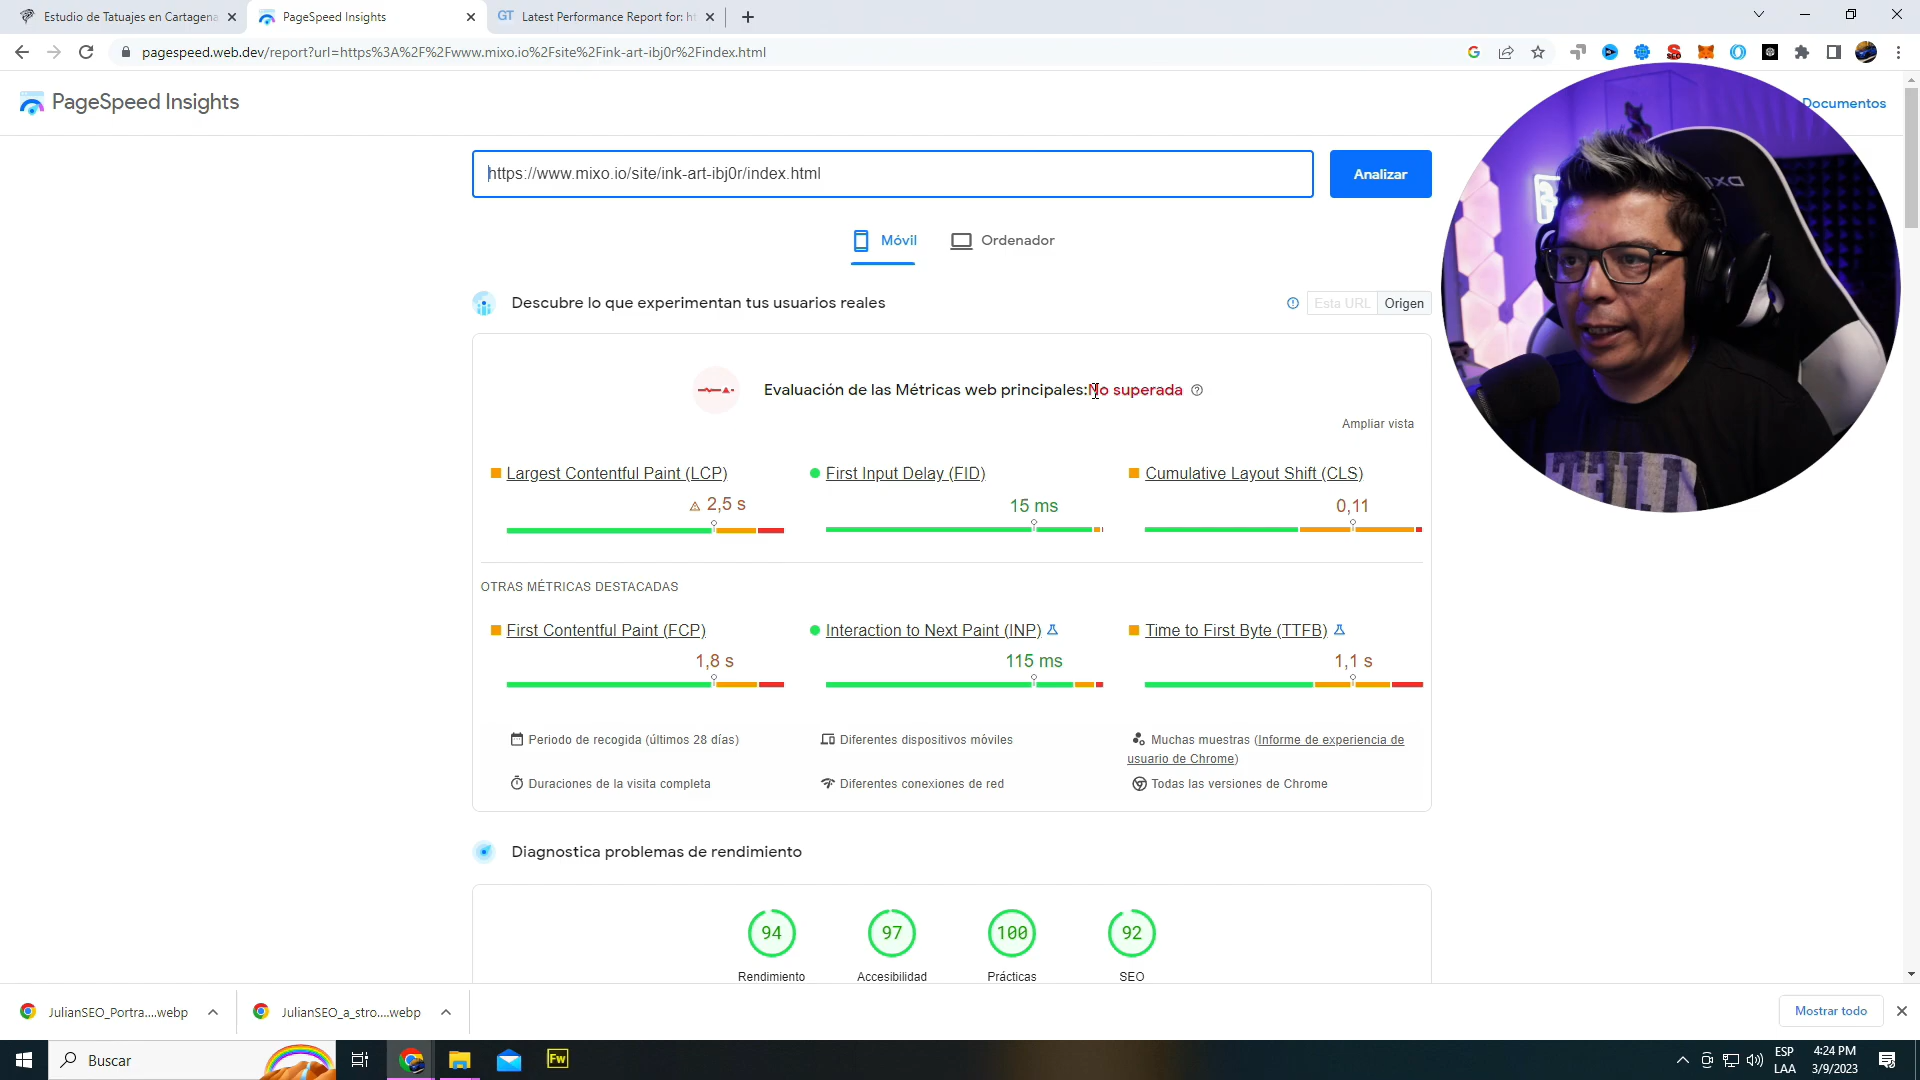 Estudio de Tatuajes en Cartagena
PageSpeed Insights
GT Latest Performance Report for: ht
pagespeed.web.dev/report?url=https%3A%2F%2Fwww.mixo.io%2Fsite%2Fink-art-ibj0r%2Findex.html
PageSpeed Insights
Documentos
https://www.mixo.io/site/ink-art-ibj0r/index.html
Analizar
Móvil
Ordenador
Descubre lo que experimentan tus usuarios reales
Esta URL
Origen
Evaluación de las Métricas web principales:No superada
Ampliar vista
Largest Contentful Paint (LCP)
2,5 s
First Input Delay (FID)
15 ms
Cumulative Layout Shift (CLS)
0,11
OTRAS MÉTRICAS DESTACADAS
First Contentful Paint (FCP)
1,8 s
Interaction to Next Paint (INP)
115 ms
Time to First Byte (TTFB)
1,1 s
Periodo de recogida (últimos 28 días)
Diferentes dispositivos móviles
Muchas muestras (Informe de experiencia de
usuario de Chrome)
Duraciones de la visita completa
Diferentes conexiones de red
Todas las versiones de Chrome
Diagnostica problemas de rendimiento
94
97
100
92
Rendimiento
Accesibilidad
Prácticas
SEO
JulianSEO_Portra....webp
JulianSEO_a_stro....webp
Mostrar todo
Buscar
Fw
ESP
LAA
4:24 PM
3/9/2023